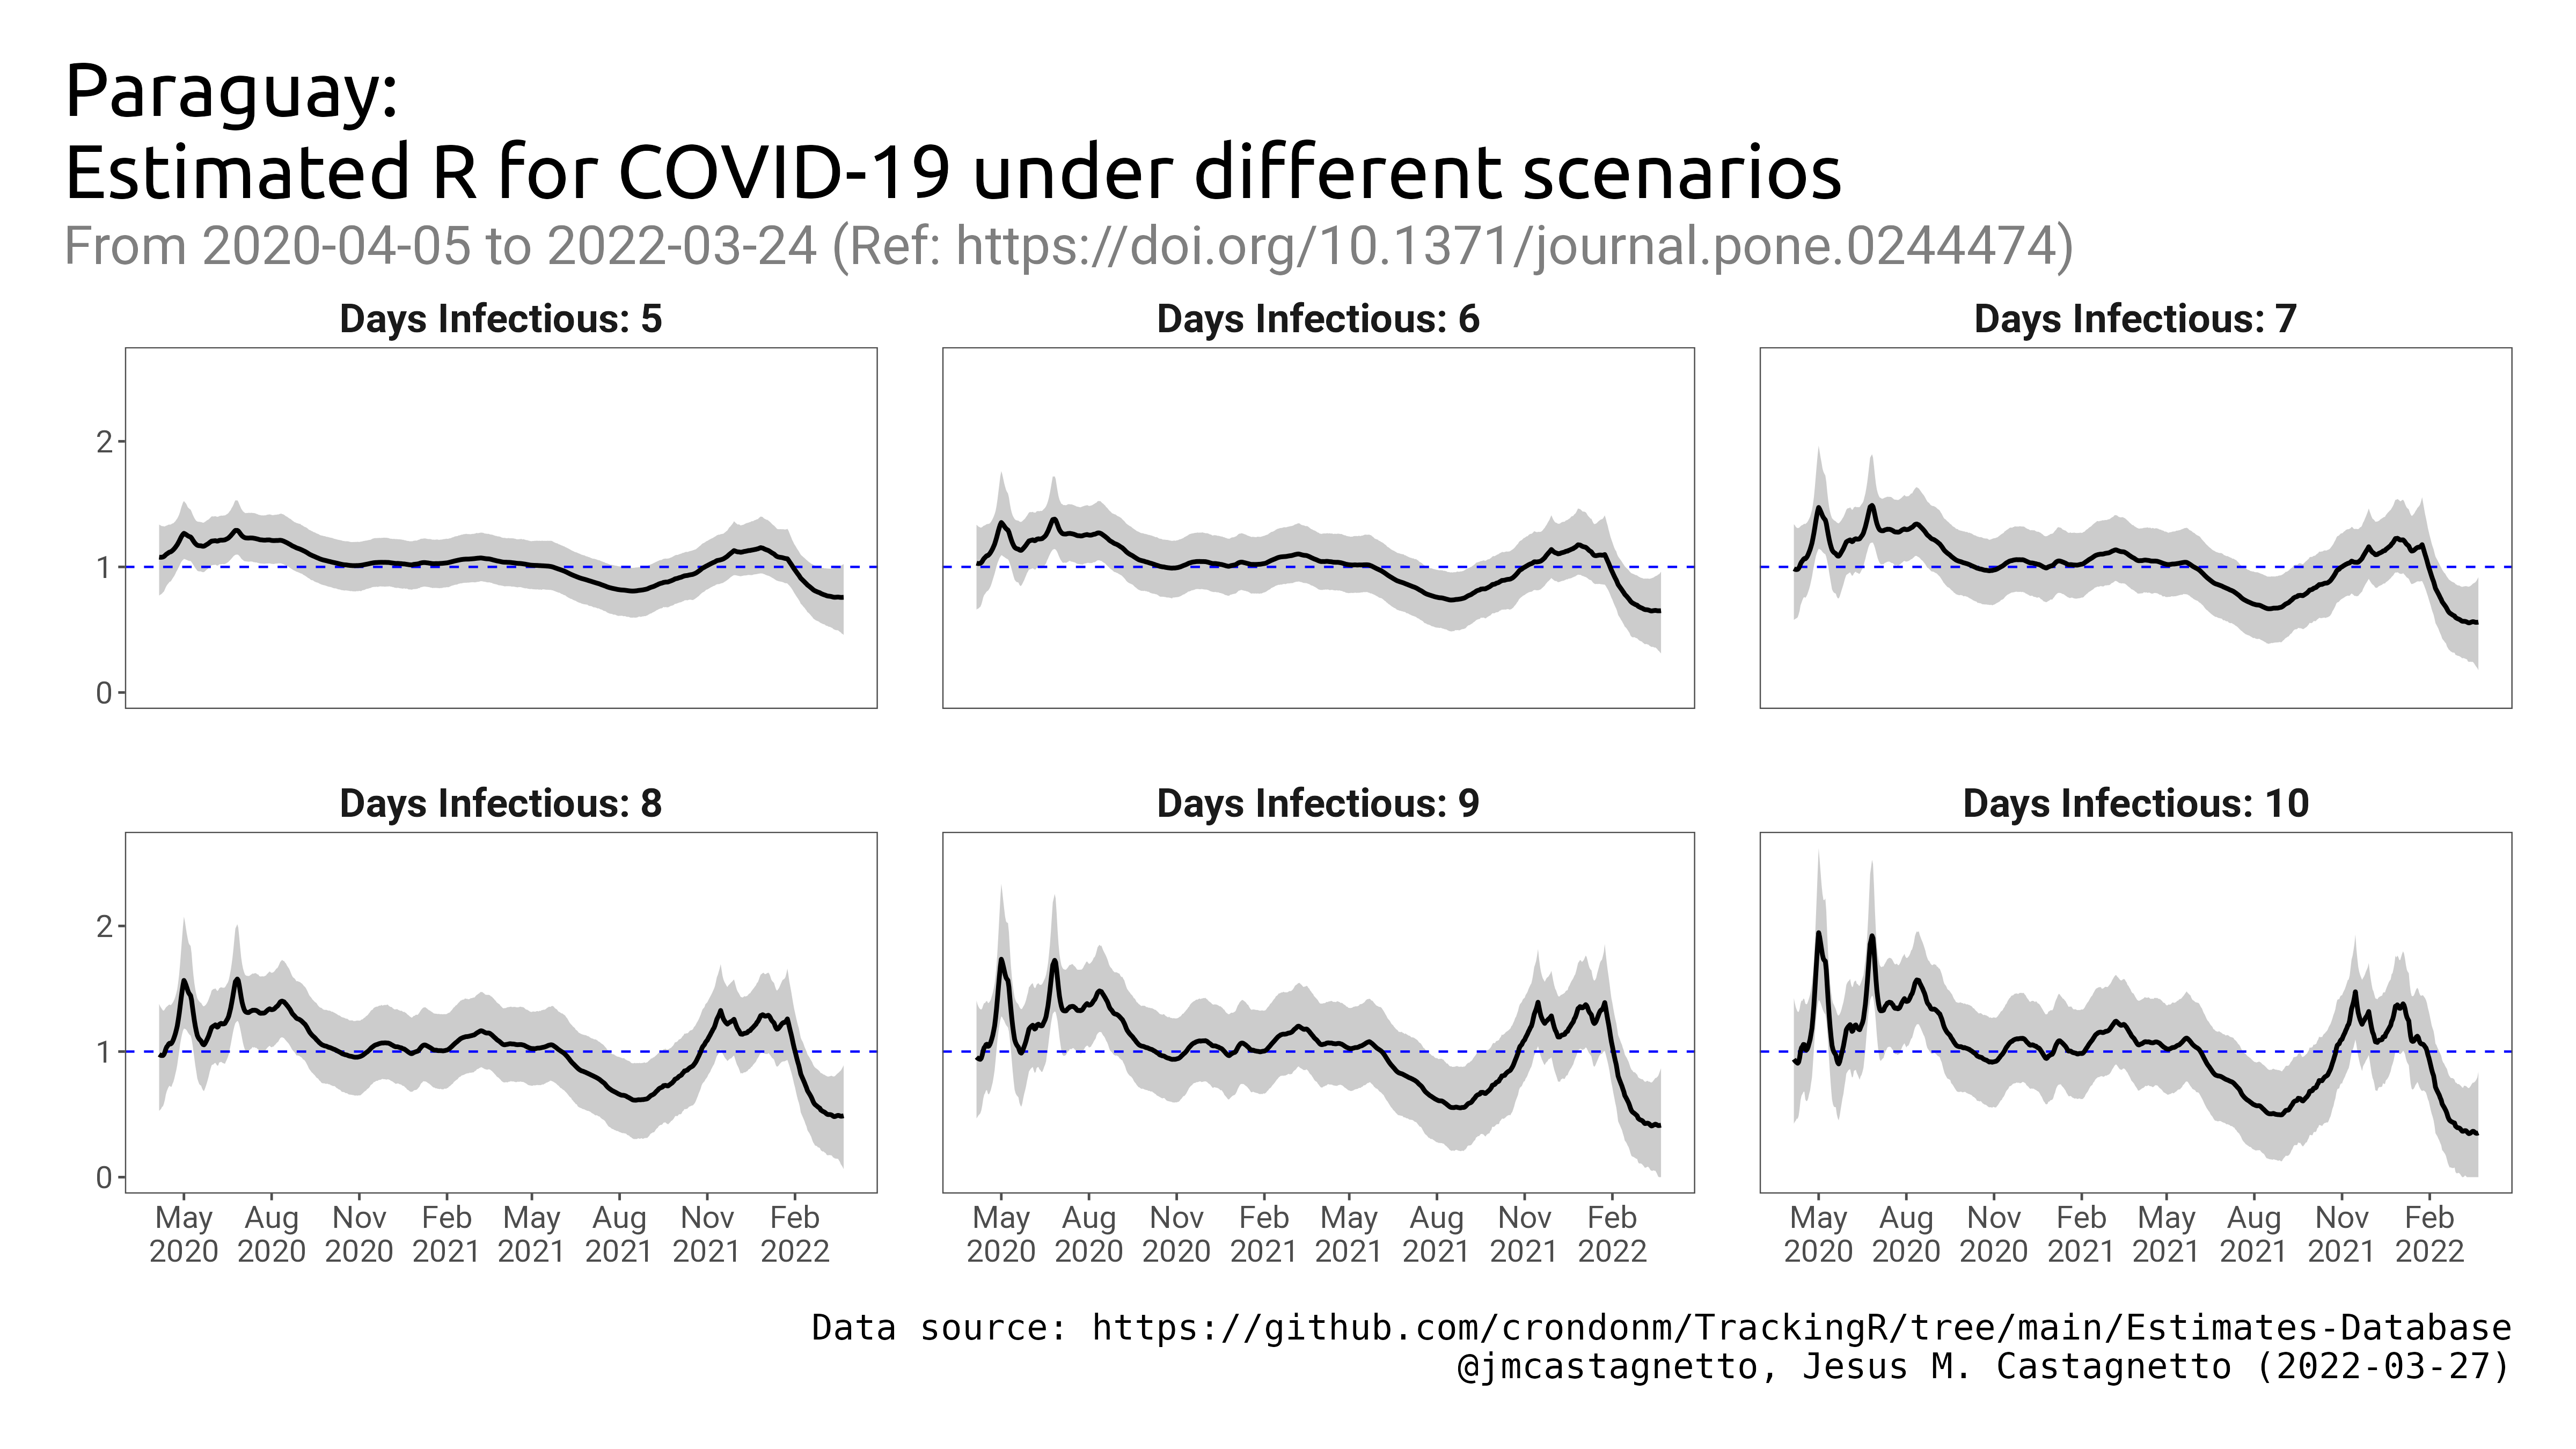 Paraguay:
Estimated R for COVID-19 under different scenarios
From 2020-04-05 to 2022-03-24 (Ref: https://doi.org/10.1371/journal.pone.0244474)
Days Infectious: 5
Days Infectious: 6
Days Infectious: 7
2
1
0
Days Infectious: 8
Days Infectious: 9
Days Infectious: 10
2
1
0
May Aug Nov Feb May Aug Nov Feb
2020 2020 2020 2021 2021 2021 2021 2022
May Aug Nov Feb May Aug Nov Feb
2020 2020 2020 2021 2021 2021 2021 2022
May Aug Nov Feb May Aug Nov Feb
2020 2020 2020 2021 2021 2021 2021 2022
Data source: https://github.com/crondonm/TrackingR/tree/main/Estimates-Database
@jmcastagnetto, Jesus M. Castagnetto (2022-03-27)